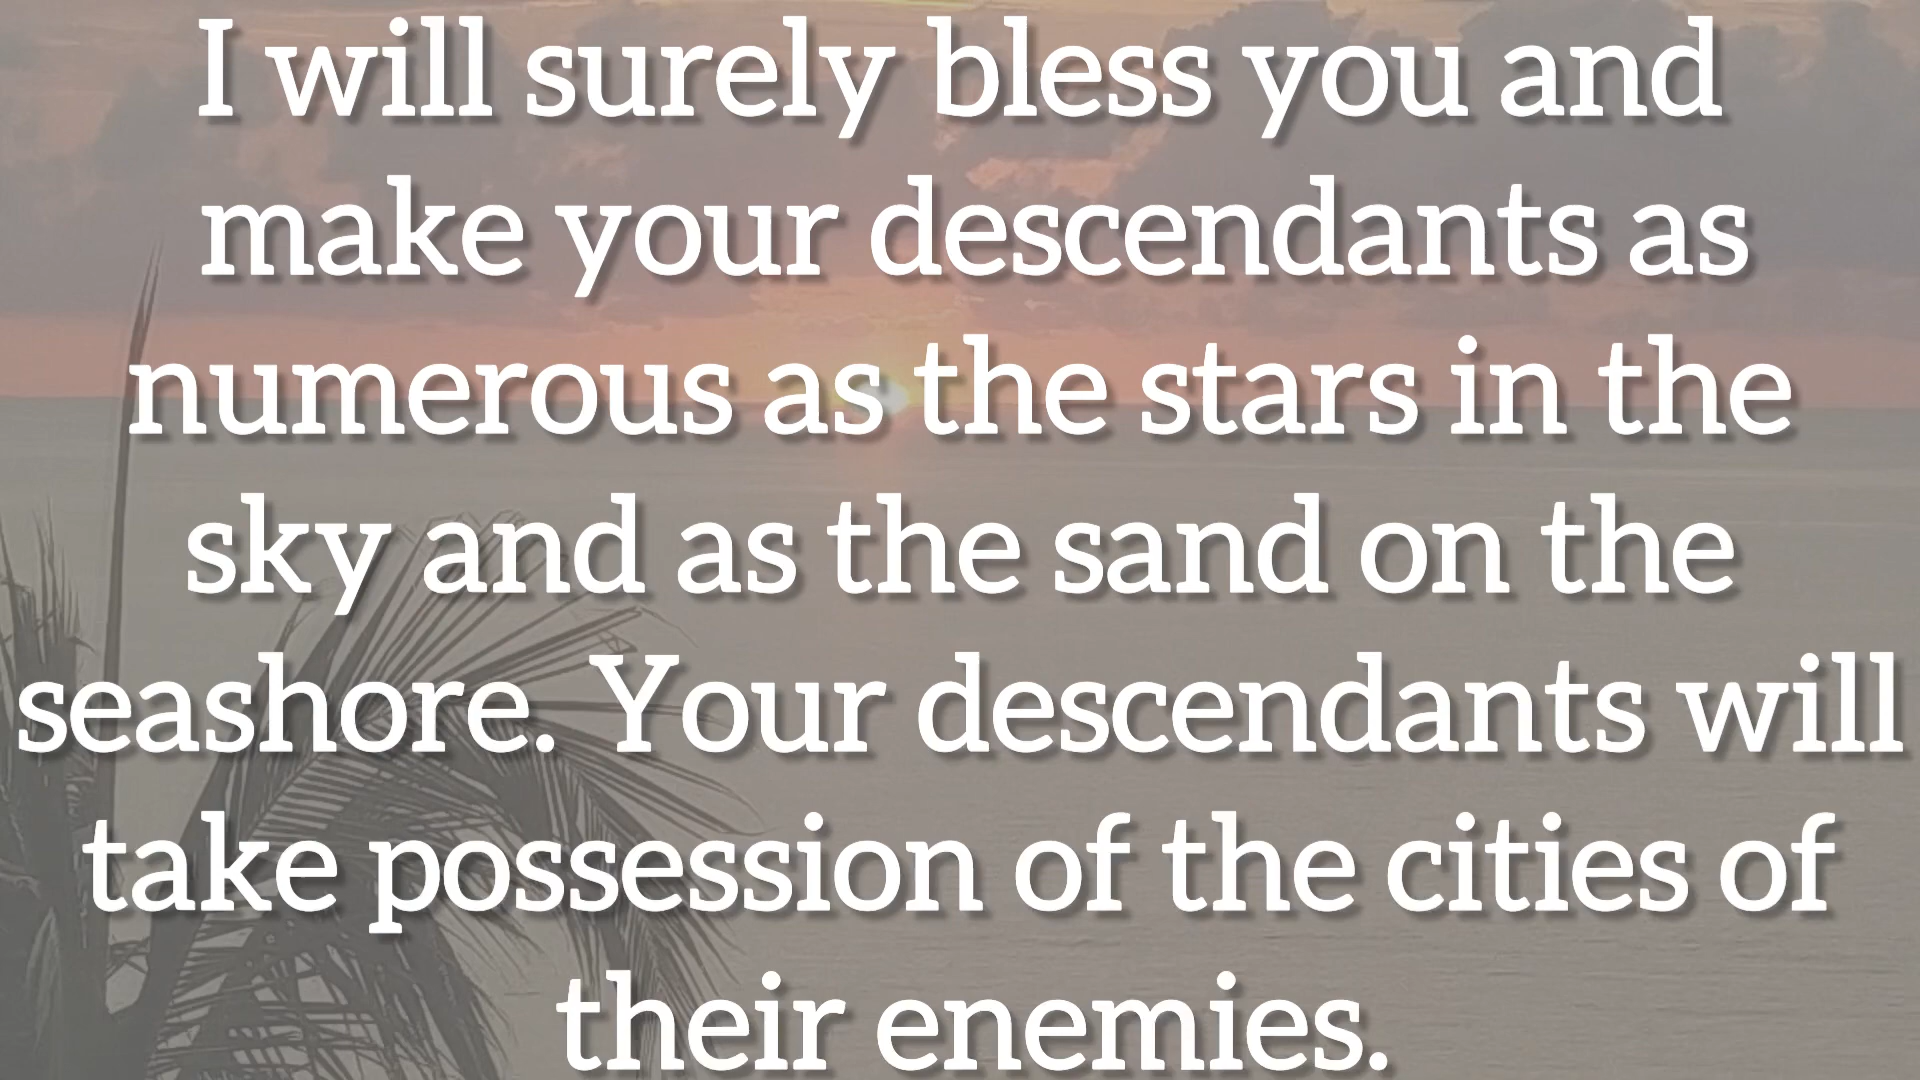 I will surely bless you and
make your descendants as
numerous as the stars in the
sky and as the sand on the
seashore. Your descendants will
take possession of the cities of
their enemies.